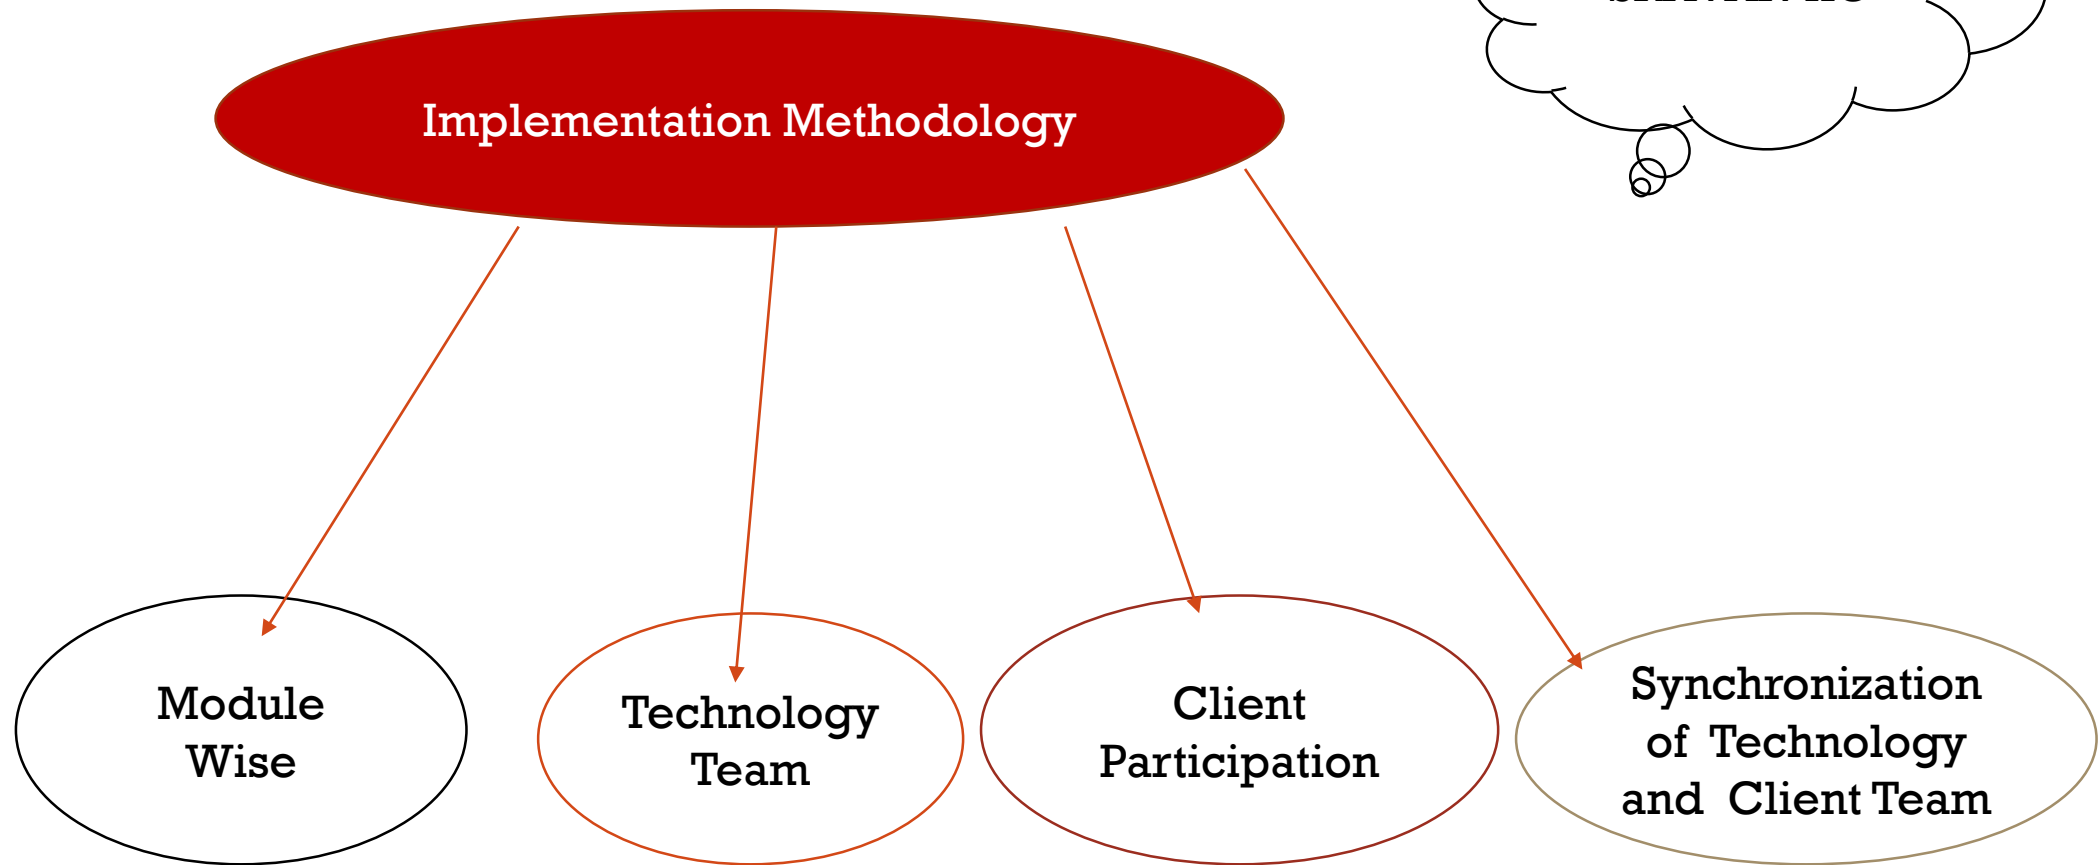 Implementation Methodology
Module
Wise
Technology
Team
Client
Participation
Synchronization
of Technology
and Client Team